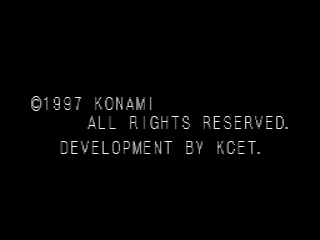 ©1997 KONAMI
ALL RIGHTS RESERVED.
DEVELOPMENT BY KCET.